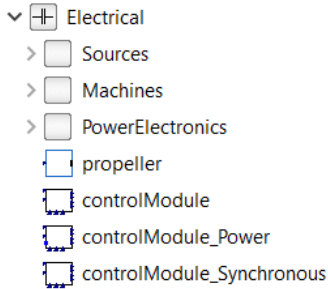 Electrical
Sources
Machines
PowerElectronics
propeller
controlModule
controlModule_Power
controlModule_Synchronous